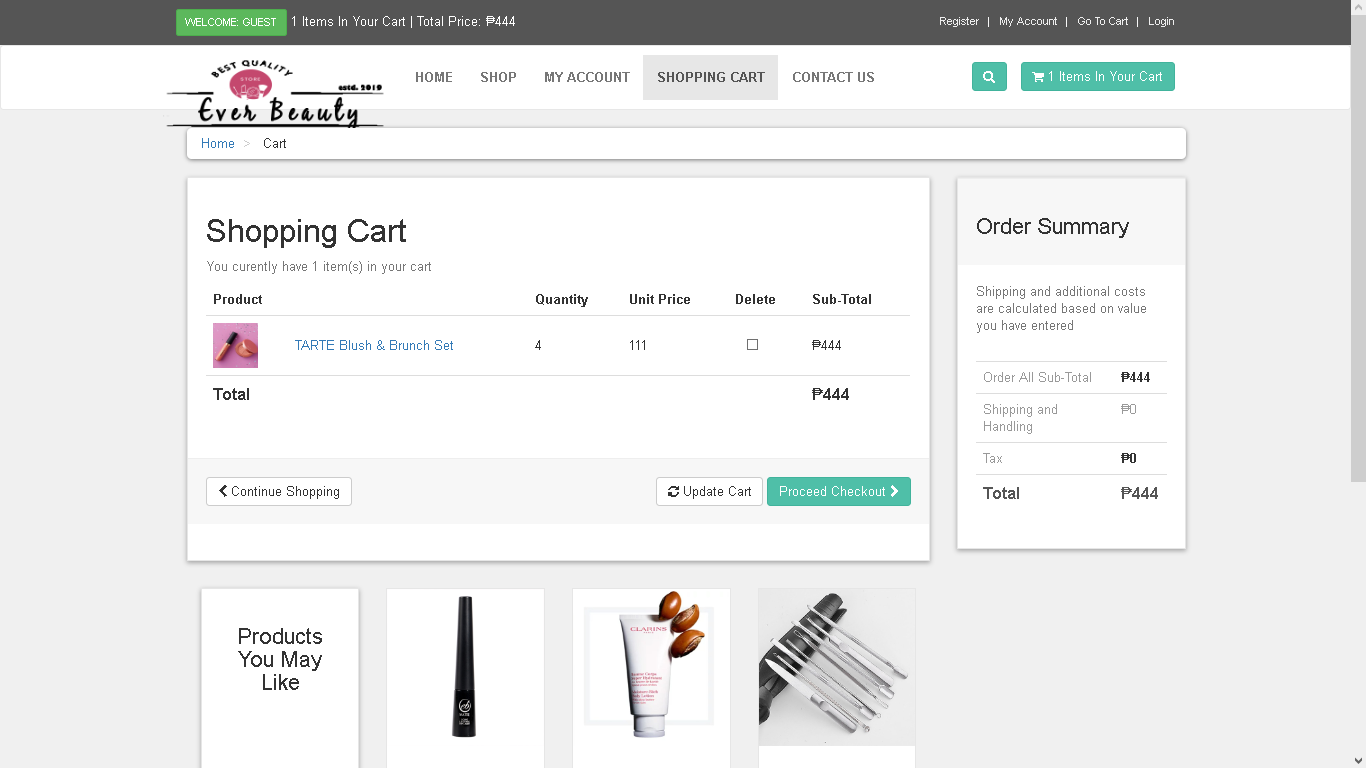 WELCOME: GUEST 1 Items In Your Cart | Total Price: ₱444
Register | My Account | Go To Cart | Login
BEST QUALITY
STORE
estd. 2019
Ever Beauty
HOME SHOP MY ACCOUNT SHOPPING CART CONTACT US
1 Items In Your Cart
Home > Cart
Shopping Cart
You curently have 1 item(s) in your cart
Product Quantity Unit Price Delete Sub-Total
TARTE Blush & Brunch Set 4 111 ₱444
Total ₱444
Continue Shopping Update Cart Proceed Checkout
Order Summary
Shipping and additional costs
are calculated based on value
you have entered
Order All Sub-Total ₱444
Shipping and
Handling ₱0
Tax ₱0
Total ₱444
Products
You May
Like
CLARINS